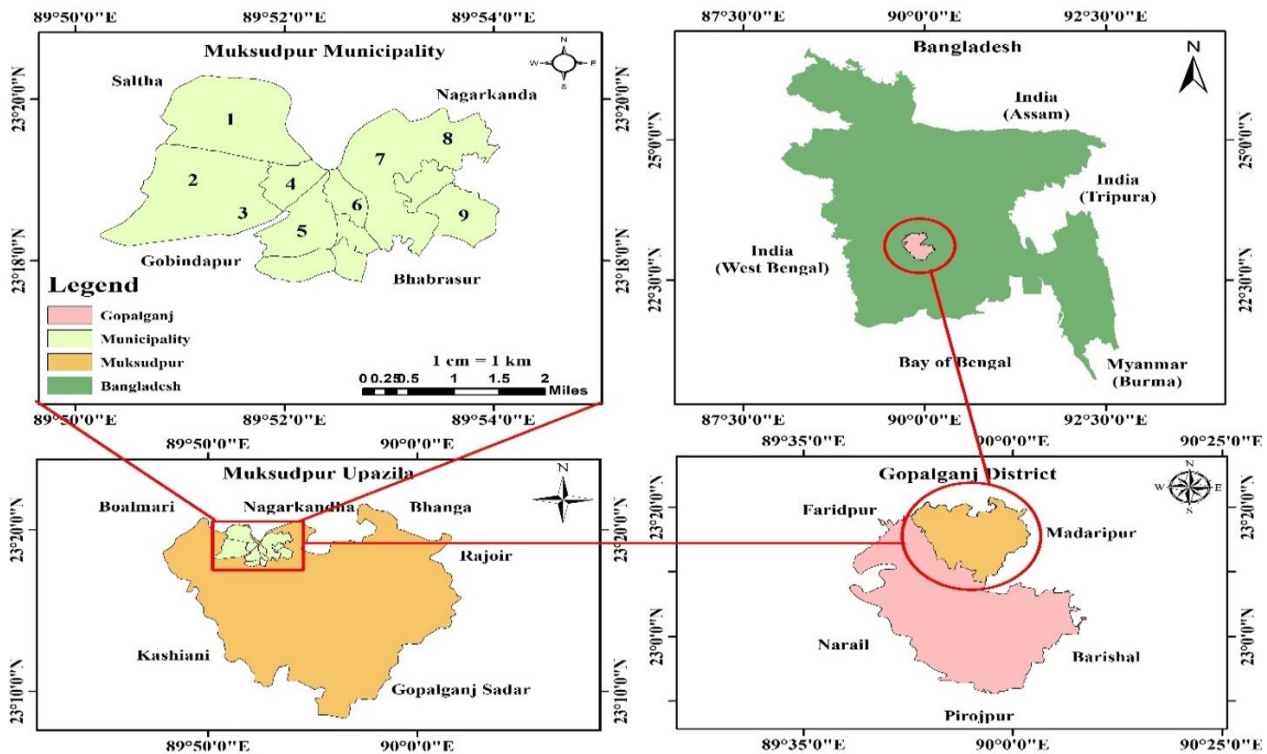 89°50'0"E 89°52'0"E 89°54'0"E
Muksudpur Municipality
N
W E
S
Saltha
Nagarkanda
23°20'0"N
23°20'0"N
1
8
7
2
4
3
6
9
5
23°18'0"N
23°18'0"N
Gobindapur
Bhabrasur
Legend
Gopalganj
Municipality
Muksudpur
Bangladesh
1 cm = 1 km
0 0.25 0.5 1 1.5 2
Miles
89°50'0"E 89°52'0"E 89°54'0"E
87°30'0"E 90°0'0"E 92°30'0"E
Bangladesh
N
India
(Assam)
25°0'0"N
25°0'0"N
India
(Tripura)
India
(West Bengal)
22°30'0"N
22°30'0"N
Bay of Bengal
Myanmar
(Burma)
87°30'0"E 90°0'0"E 92°30'0"E
89°50'0"E 90°0'0"E
Muksudpur Upazila
N
Boalmari
Nagarkandha
Bhanga
23°20'0"N
23°20'0"N
Rajoir
Kashiani
Gopalganj Sadar
23°10'0"N
23°10'0"N
89°50'0"E 90°0'0"E
89°35'0"E 90°0'0"E 90°25'0"E
Gopalganj District
N
W E
S
Faridpur
23°20'0"N
23°20'0"N
Madaripur
Narail
23°0'0"N
23°0'0"N
Barishal
Pirojpur
89°35'0"E 90°0'0"E 90°25'0"E